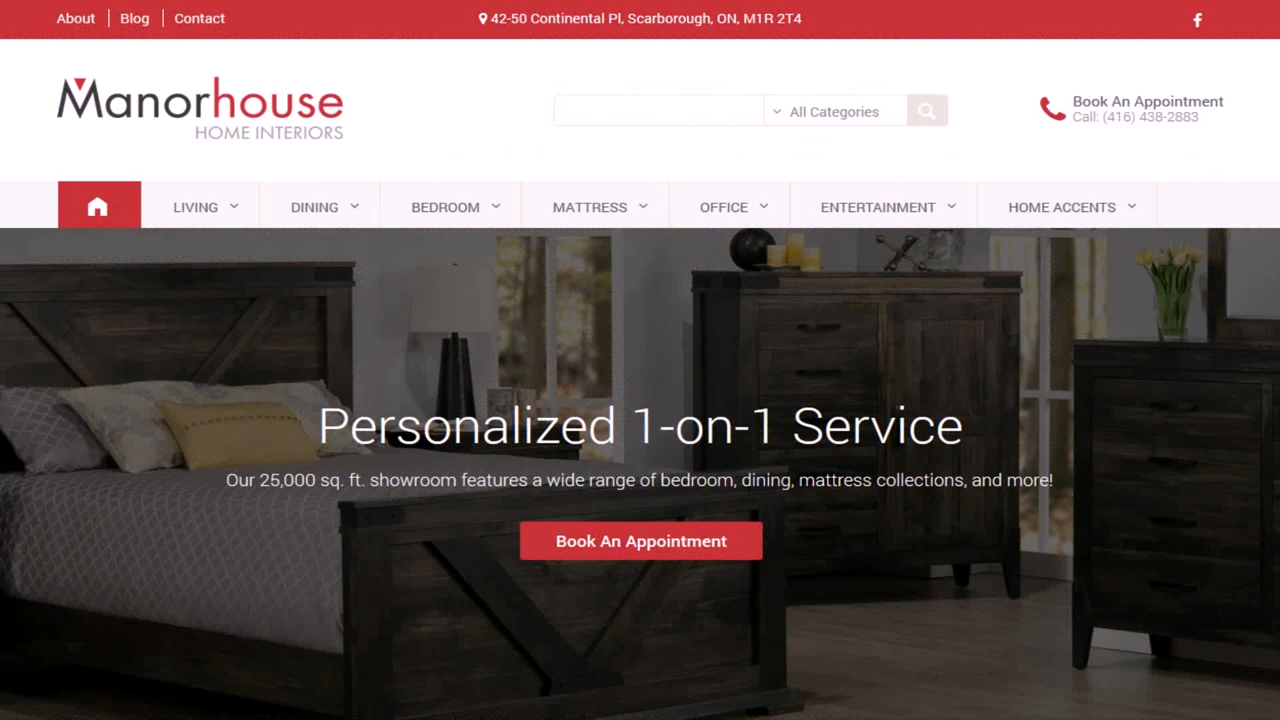 About Blog Contact
42-50 Continental Pl, Scarborough, ON, M1R 2T4
Manorhouse
HOME INTERIORS
All Categories
Book An Appointment
Call: (416) 438-2883
LIVING DINING BEDROOM MATTRESS OFFICE ENTERTAINMENT HOME ACCENTS
Personalized 1-on-1 Service
Our 25,000 sq. ft. showroom features a wide range of bedroom, dining, mattress collections, and more!
Book An Appointment